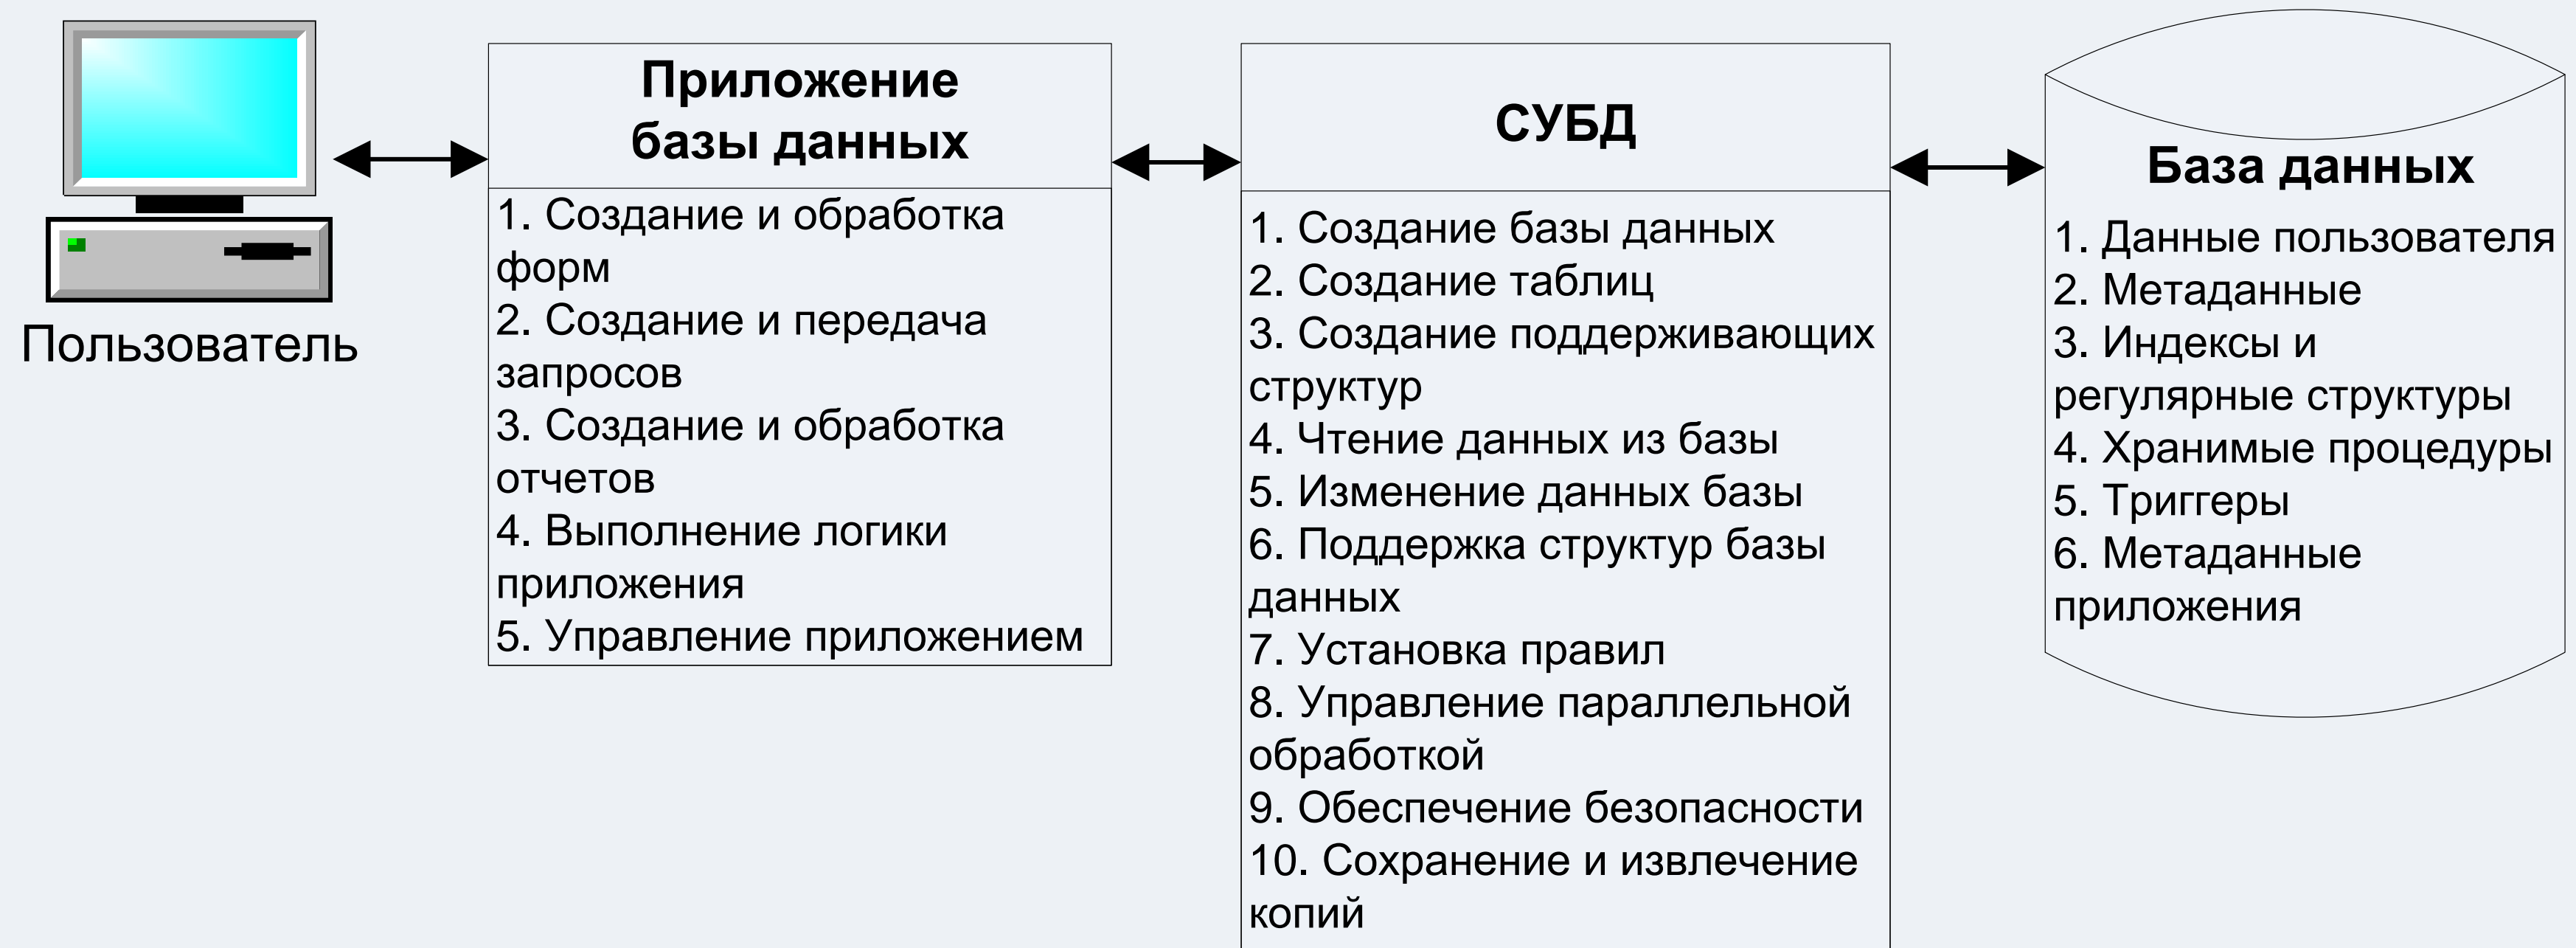 Пользователь
Приложение
базы данных
1. Создание и обработка
форм
2. Создание и передача
запросов
3. Создание и обработка
отчетов
4. Выполнение логики
приложения
5. Управление приложением
СУБД
1. Создание базы данных
2. Создание таблиц
3. Создание поддерживающих
структур
4. Чтение данных из базы
5. Изменение данных базы
6. Поддержка структур базы
данных
7. Установка правил
8. Управление параллельной
обработкой
9. Обеспечение безопасности
10. Сохранение и извлечение
копий
База данных
1. Данные пользователя
2. Метаданные
3. Индексы и
регулярные структуры
4. Хранимые процедуры
5. Триггеры
6. Метаданные
приложения